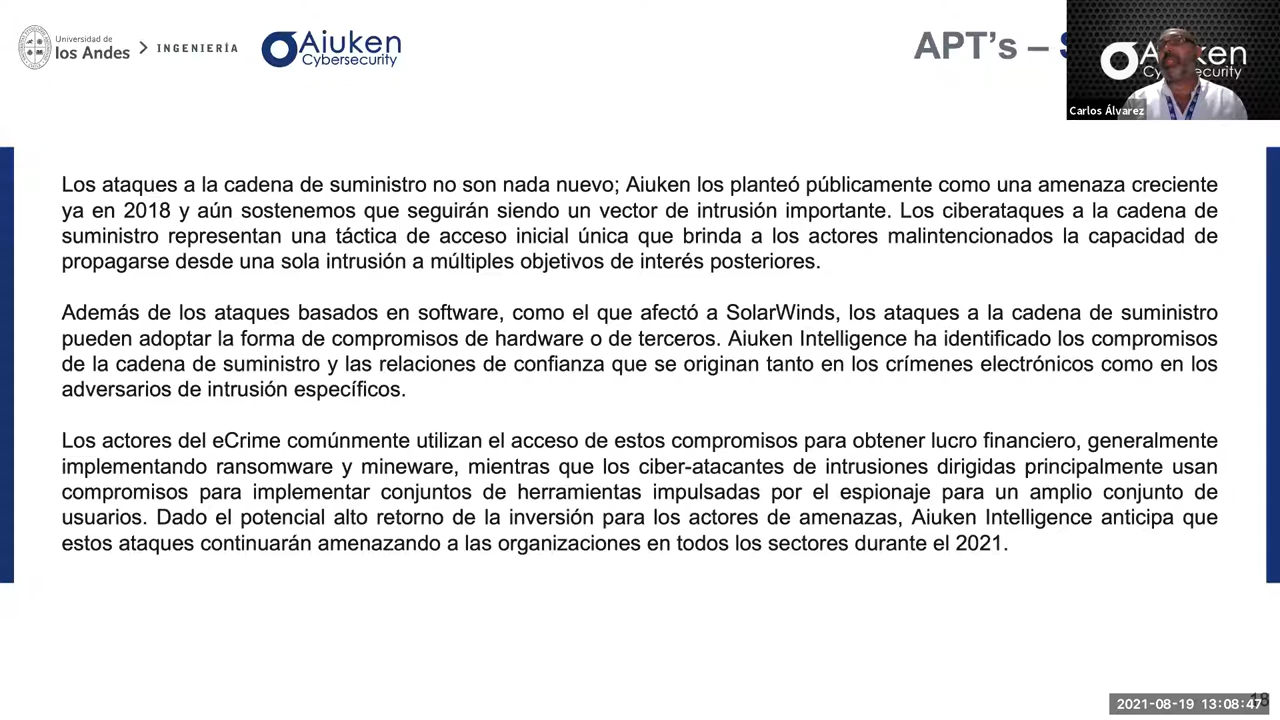 Universidad de
los Andes > INGENIERÍA
Aiuken
Cybersecurity
APT's –
Carlos Álvarez
Los ataques a la cadena de suministro no son nada nuevo; Aiuken los planteó públicamente como una amenaza creciente
ya en 2018 y aún sostenemos que seguirán siendo un vector de intrusión importante. Los ciberataques a la cadena de
suministro representan una táctica de acceso inicial única que brinda a los actores malintencionados la capacidad de
propagarse desde una sola intrusión a múltiples objetivos de interés posteriores.
Además de los ataques basados en software, como el que afectó a SolarWinds, los ataques a la cadena de suministro
pueden adoptar la forma de compromisos de hardware o de terceros. Aiuken Intelligence ha identificado los compromisos
de la cadena de suministro y las relaciones de confianza que se originan tanto en los crímenes electrónicos como en los
adversarios de intrusión específicos.
Los actores del eCrime comúnmente utilizan el acceso de estos compromisos para obtener lucro financiero, generalmente
implementando ransomware y mineware, mientras que los ciber-atacantes de intrusiones dirigidas principalmente usan
compromisos para implementar conjuntos de herramientas impulsadas por el espionaje para un amplio conjunto de
usuarios. Dado el potencial alto retorno de la inversión para los actores de amenazas, Aiuken Intelligence anticipa que
estos ataques continuarán amenazando a las organizaciones en todos los sectores durante el 2021.
18
2021-08-19 13:08:47